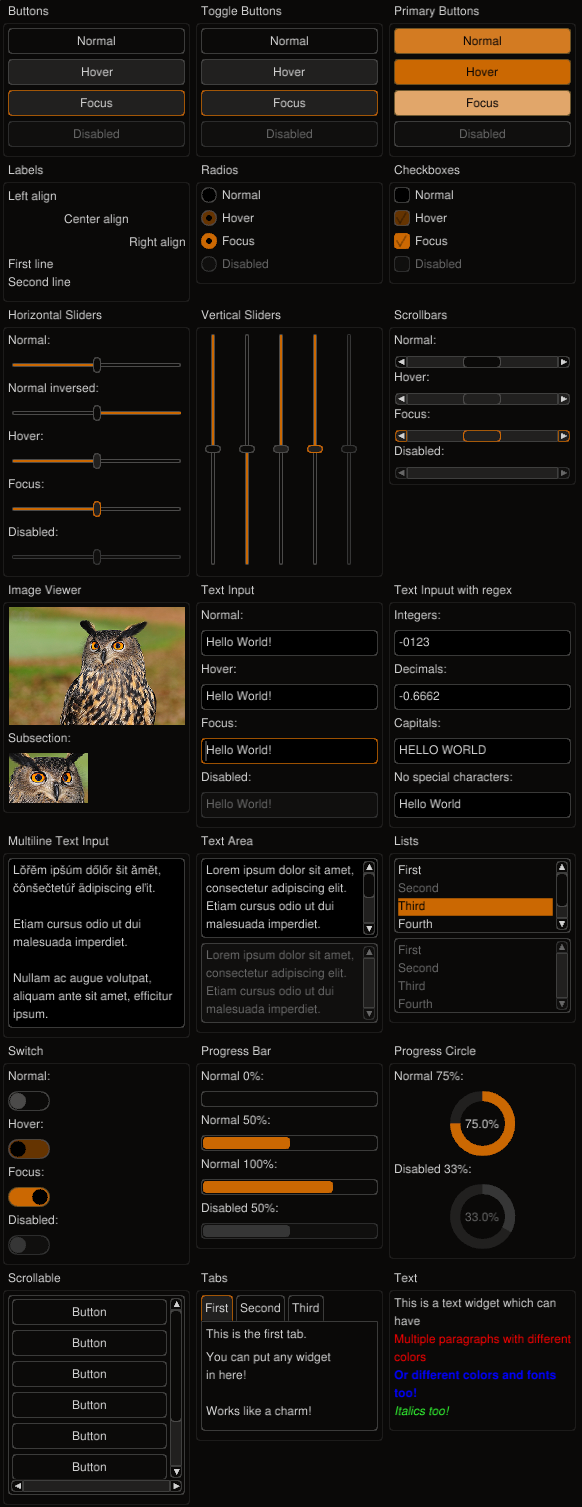 Buttons
Normal
Hover
Focus
Disabled
Toggle Buttons
Normal
Hover
Focus
Disabled
Primary Buttons
Normal
Hover
Focus
Disabled
Labels
Left align
Center align
Right align
First line
Second line
Radios
Normal
Hover
Focus
Disabled
Checkboxes
Normal
Hover
Focus
Disabled
Horizontal Sliders
Normal:
Normal inversed:
Hover:
Focus:
Disabled:
Vertical Sliders
Scrollbars
Normal:
Hover:
Focus:
Disabled:
Image Viewer
Subsection:
Text Input
Normal:
Hello World!
Hover:
Hello World!
Focus:
Hello World!
Disabled:
Hello World!
Text Inpuut with regex
Integers:
-0123
Decimals:
-0.6662
Capitals:
HELLO WORLD
No special characters:
Hello World
Multiline Text Input
Lõřěm ipšúm dőlőr šit ămět,
čônšečtetúř ãdipiscing eľit.
Etiam cursus odio ut dui
malesuada imperdiet.
Nullam ac augue volutpat,
aliquam ante sit amet, efficitur
ipsum.
Text Area
Lorem ipsum dolor sit amet,
consectetur adipiscing elit.
Etiam cursus odio ut dui
malesuada imperdiet.
Lorem ipsum dolor sit amet,
consectetur adipiscing elit.
Etiam cursus odio ut dui
malesuada imperdiet.
Lists
First
Second
Third
Fourth
First
Second
Third
Fourth
Switch
Normal:
Hover:
Focus:
Disabled:
Progress Bar
Normal 0%:
Normal 50%:
Normal 100%:
Disabled 50%:
Progress Circle
Normal 75%:
75.0%
Disabled 33%:
33.0%
Scrollable
Button
Button
Button
Button
Button
Button
Tabs
First Second Third
This is the first tab.
You can put any widget
in here!
Works like a charm!
Text
This is a text widget which can
have
Multiple paragraphs with different
colors
Or different colors and fonts
too!
Italics too!